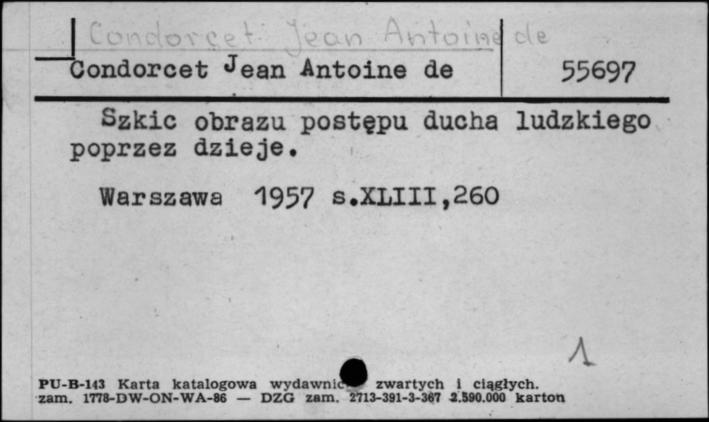 Condorcet Jean Antoine de
Condorcet Jean Antoine de 55697
Szkic obrazu postępu ducha ludzkiego
poprzez dzieje.
Warszawa 1957 s.XLIII,260
1
PU-B-143 Karta katalogowa wydawnic zwartych i ciągłych.
zam. 1778-DW-ON-WA-86 — DZG zam. 2713-391-3-367 2.590.000 karton